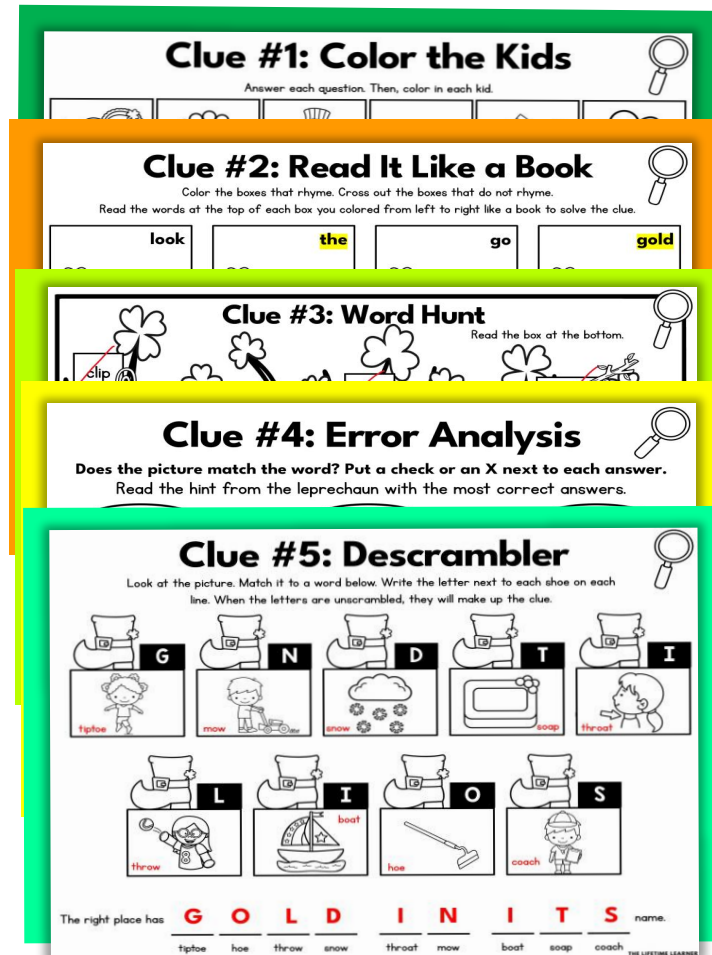 Clue #1: Color the Kids
Answer each question. Then, color in each kid.
Clue #2: Read It Like a Book
Color the boxes that rhyme. Cross out the boxes that do not rhyme.
Read the words at the top of each box you colored from left to right like a book to solve the clue.
look the go gold
Clue #3: Word Hunt
Read the box at the bottom.
clip
Clue #4: Error Analysis
Does the picture match the word? Put a check or an X next to each answer.
Read the hint from the leprechaun with the most correct answers.
Clue #5: Descrambler
Look at the picture. Match it to a word below. Write the letter next to each shoe on each
line. When the letters are unscrambled, they will make up the clue.
G N D T I
tiptoe mow snow soap throat
L I O S
boat
throw hoe coach
8
The right place has G O L D I N I T S name.
tiptoe hoe throw snow throat mow boat soap coach
THE LIFETIME LEARNER